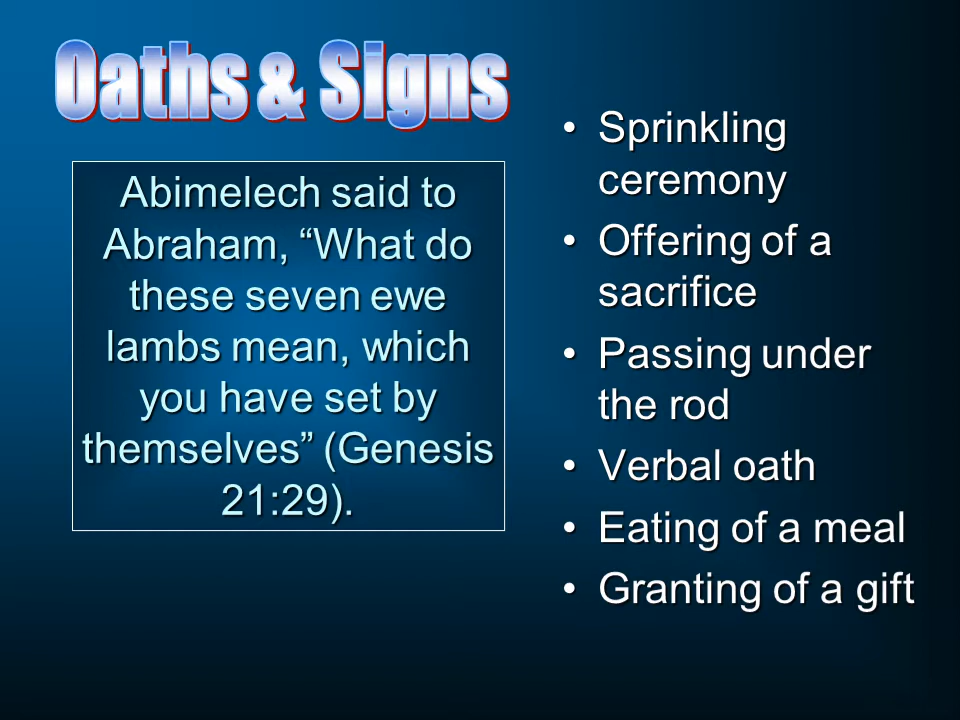 Oaths & Signs
Abimelech said to
Abraham, “What do
these seven ewe
lambs mean, which
you have set by
themselves” (Genesis
21:29).
• Sprinkling
ceremony
• Offering of a
sacrifice
• Passing under
the rod
• Verbal oath
• Eating of a meal
• Granting of a gift